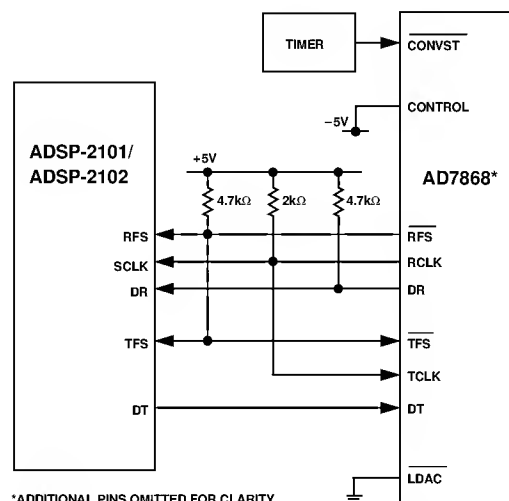 TIMER
CONVST
CONTROL
–5V
ADSP-2101/
ADSP-2102
+5V
AD7868*
4.7kΩ
2kΩ
4.7kΩ
RFS
RFS
SCLK
RCLK
DR
DR
TFS
TFS
TCLK
DT
DT
LDAC
*ADDITIONAL PINS OMITTED FOR CLARITY